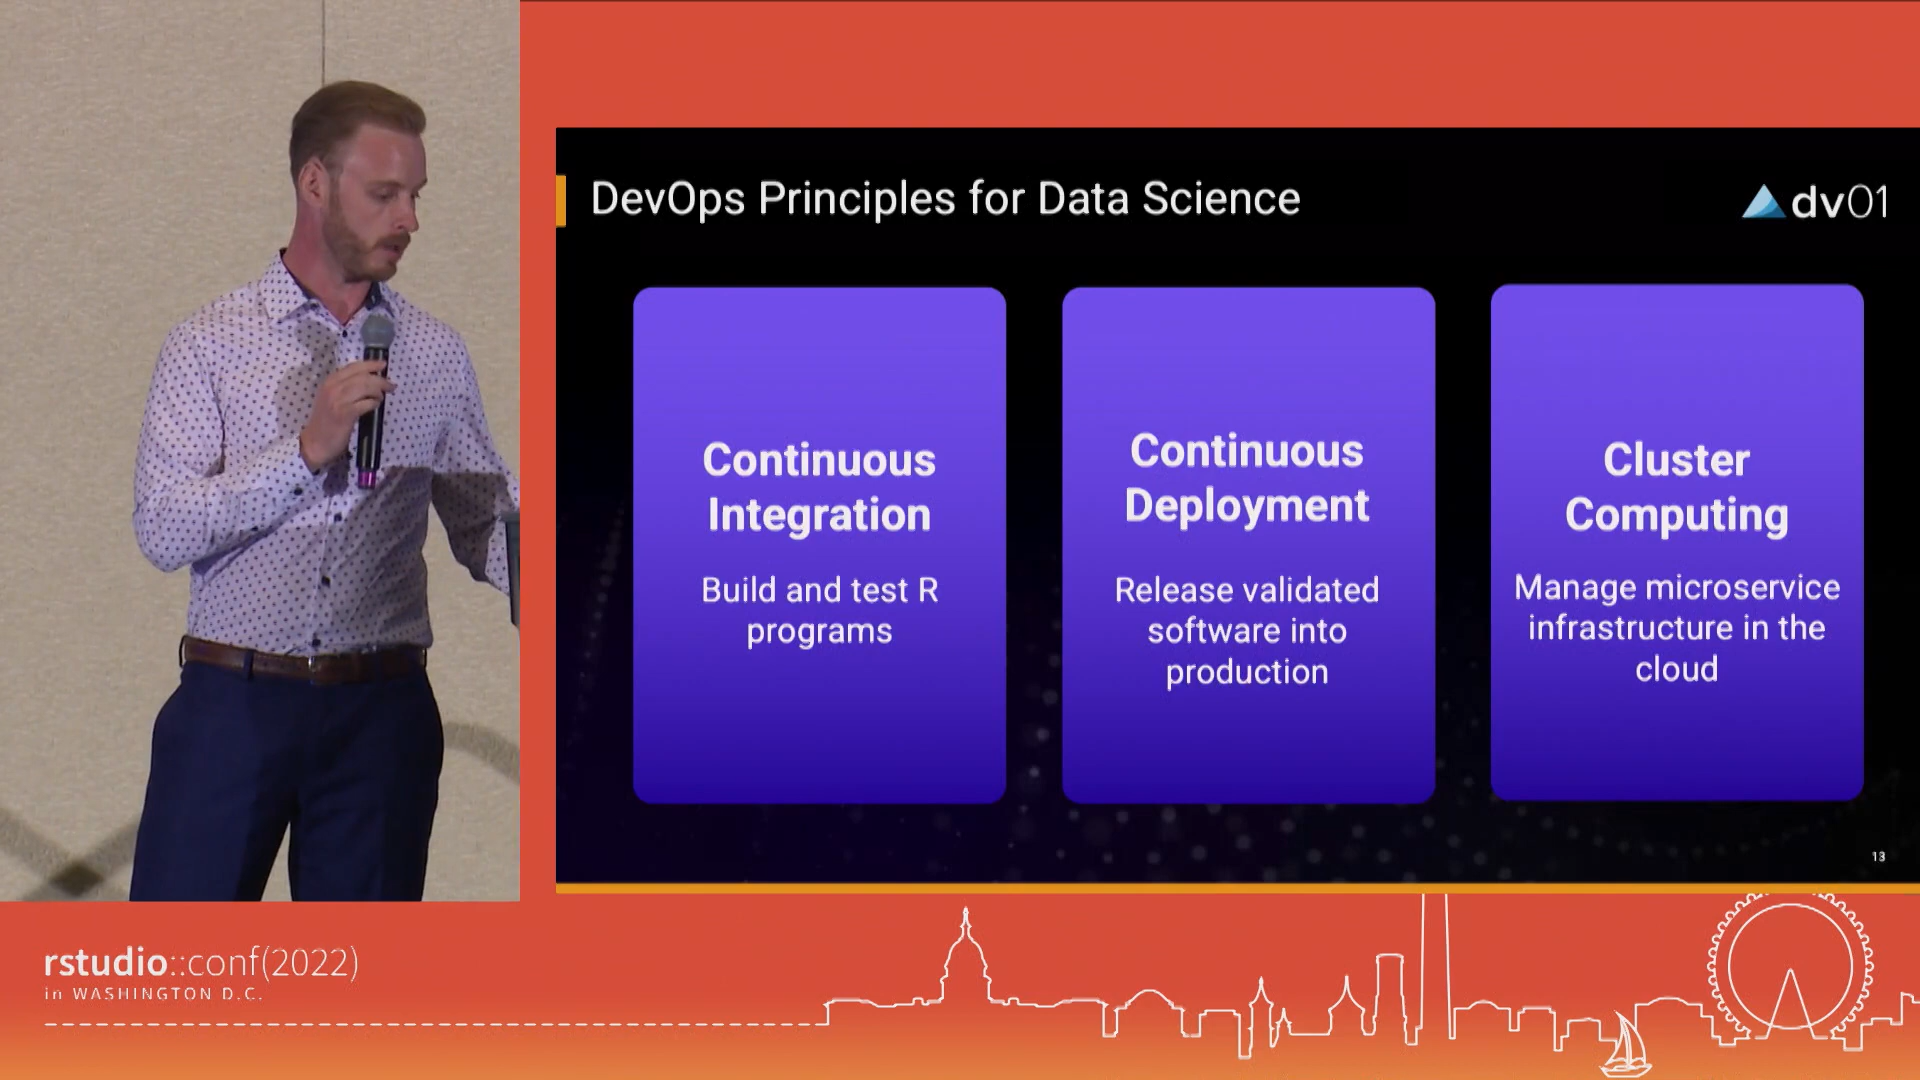 DevOps Principles for Data Science
dv01
Continuous
Integration
Build and test R
programs
Continuous
Deployment
Release validated
software into
production
Cluster
Computing
Manage microservice
infrastructure in the
cloud
13
rstudio::conf(2022)
in WASHINGTON D.C.